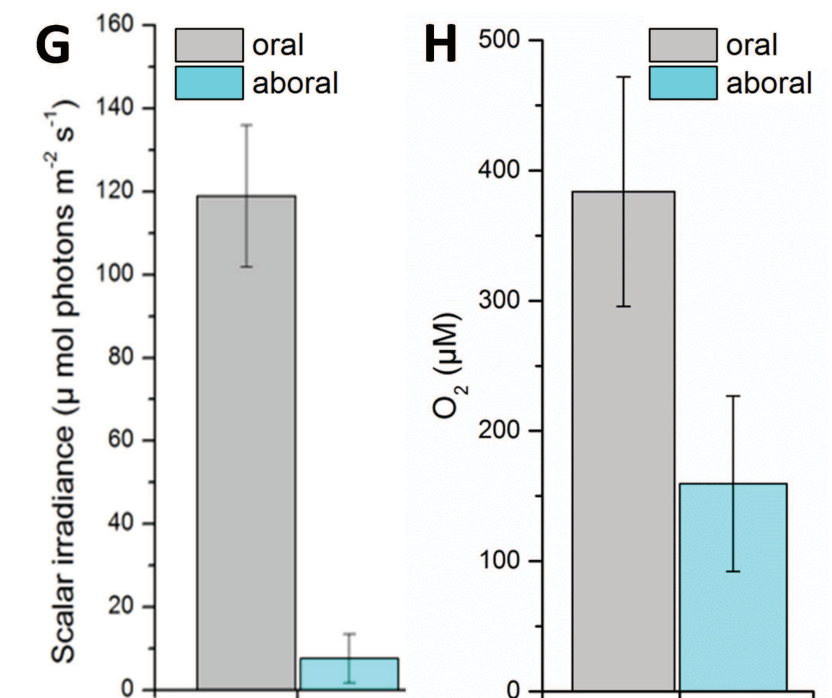 G
oral
aboral
Scalar irradiance (μ mol photons m⁻² s⁻¹)
160
140
120
100
80
60
40
20
0
H
oral
aboral
O₂ (μM)
500
400
300
200
100
0